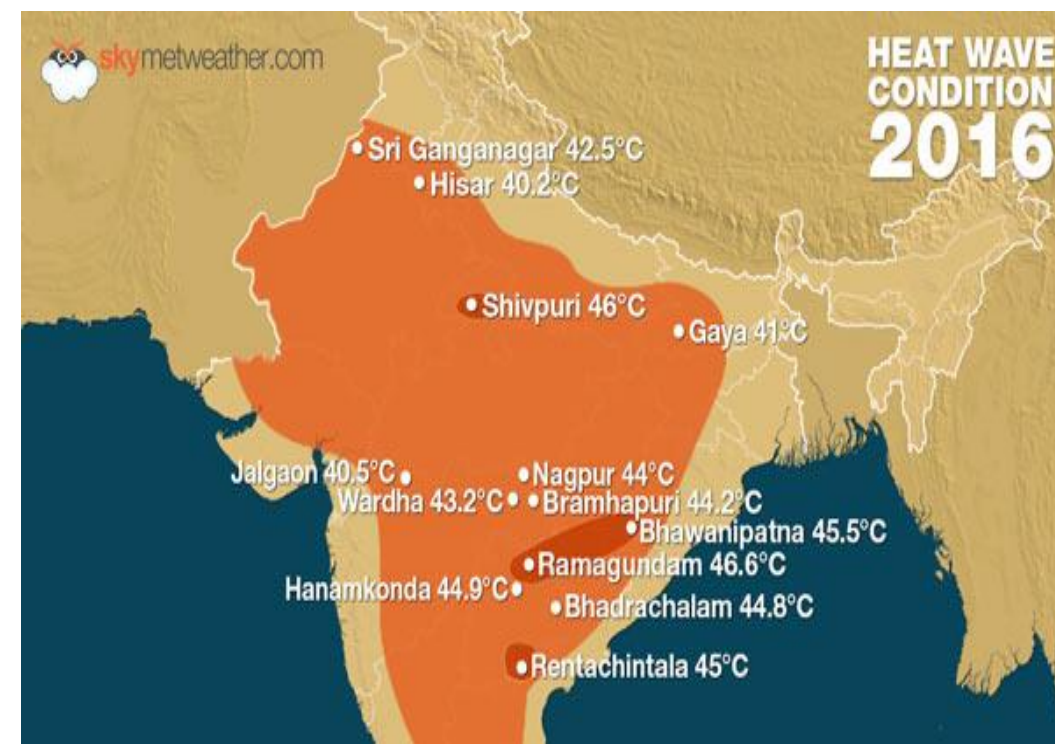 skymetweather.com
HEAT WAVE
CONDITION
2016
Sri Ganganagar 42.5°C
Hisar 40.2°C
Shivpuri 46°C
Gaya 41°C
Jalgaon 40.5°C
Nagpur 44°C
Wardha 43.2°C
Bramhapuri 44.2°C
Bhawanipatna 45.5°C
Ramagundam 46.6°C
Hanamkonda 44.9°C
Bhadrachalam 44.8°C
Rentachintala 45°C